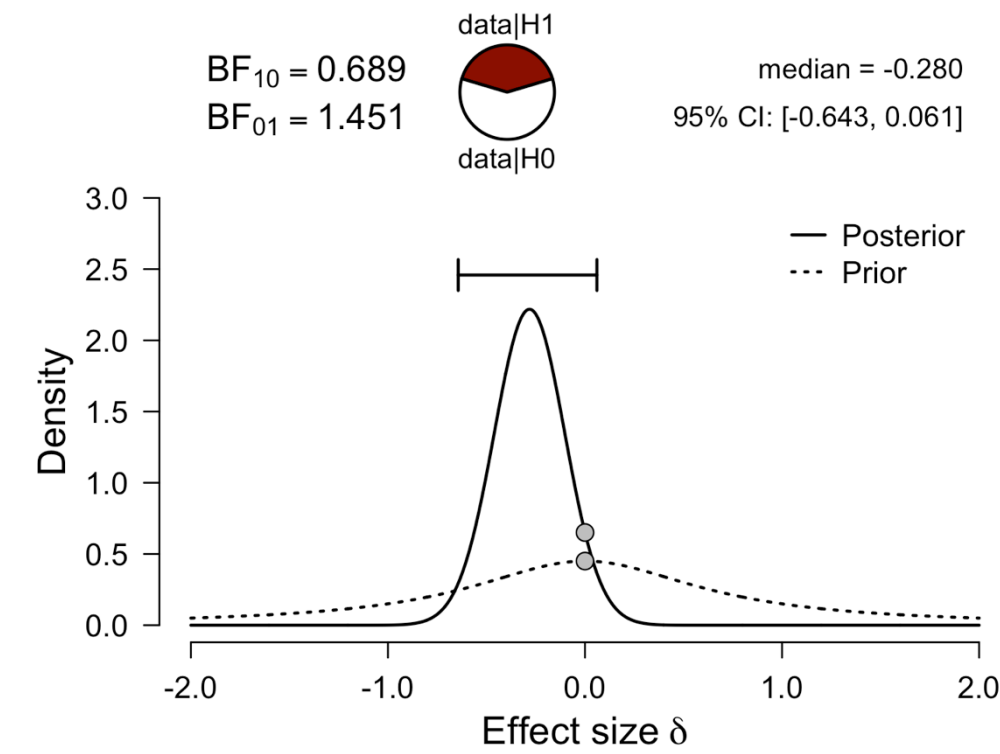 data|H1
BF10 = 0.689
BF01 = 1.451
median = -0.280
95% CI: [-0.643, 0.061]
data|H0
Posterior
Prior
Density
3.0
2.5
2.0
1.5
1.0
0.5
0.0
-2.0 -1.0 0.0 1.0 2.0
Effect size δ